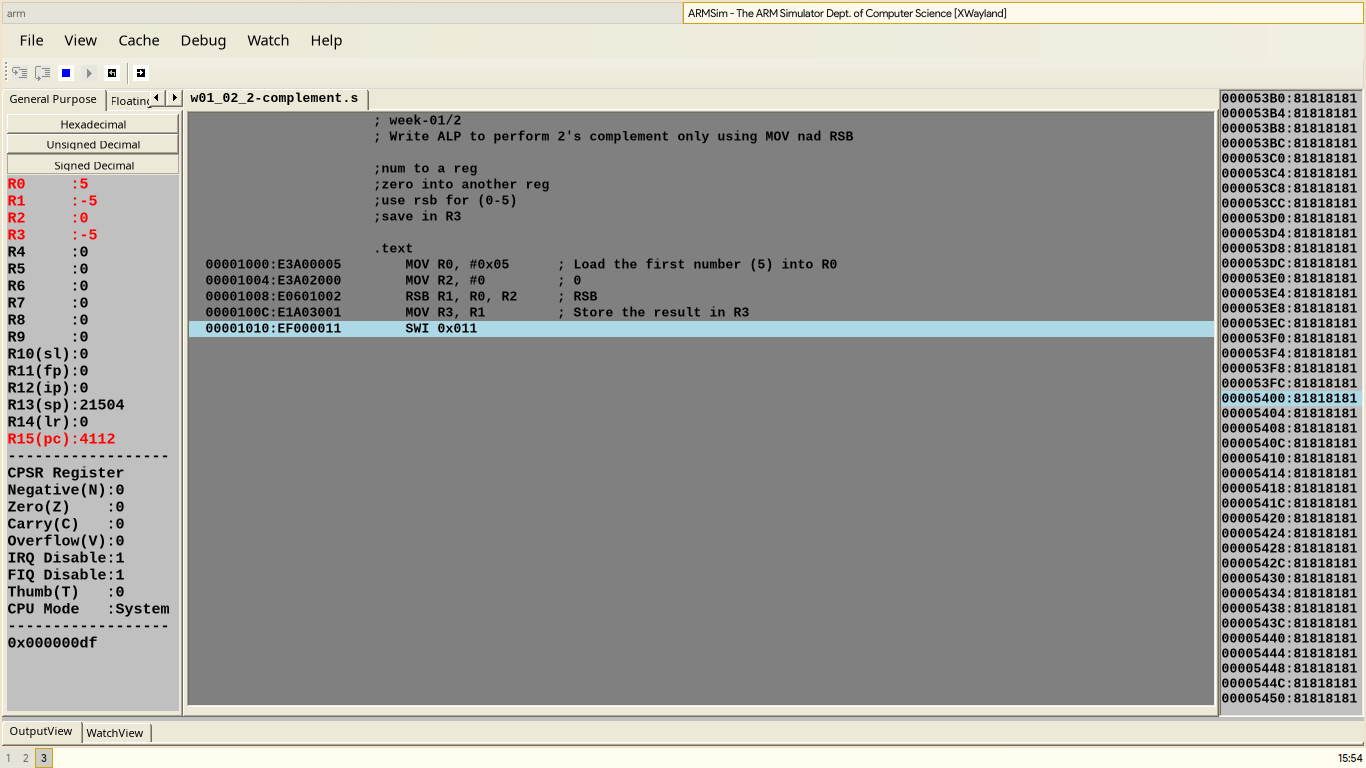 arm
ARMSim - The ARM Simulator Dept. of Computer Science [XWayland]
File View Cache Debug Watch Help
General Purpose Floating
w01_02_2-complement.s
Hexadecimal
Unsigned Decimal
Signed Decimal
R0 :5
R1 :-5
R2 :0
R3 :-5
R4 :0
R5 :0
R6 :0
R7 :0
R8 :0
R9 :0
R10(sl):0
R11(fp):0
R12(ip):0
R13(sp):21504
R14(lr):0
R15(pc):4112
------------------
CPSR Register
Negative(N):0
Zero(Z) :0
Carry(C) :0
Overflow(V):0
IRQ Disable:1
FIQ Disable:1
Thumb(T) :0
CPU Mode :System
------------------
0x000000df
; week-01/2
; Write ALP to perform 2's complement only using MOV nad RSB
;num to a reg
;zero into another reg
;use rsb for (0-5)
;save in R3
.text
00001000:E3A00005 MOV R0, #0x05 ; Load the first number (5) into R0
00001004:E3A02000 MOV R2, #0 ; 0
00001008:E0601002 RSB R1, R0, R2 ; RSB
0000100C:E1A03001 MOV R3, R1 ; Store the result in R3
00001010:EF000011 SWI 0x011
000053B0:81818181
000053B4:81818181
000053B8:81818181
000053BC:81818181
000053C0:81818181
000053C4:81818181
000053C8:81818181
000053CC:81818181
000053D0:81818181
000053D4:81818181
000053D8:81818181
000053DC:81818181
000053E0:81818181
000053E4:81818181
000053E8:81818181
000053EC:81818181
000053F0:81818181
000053F4:81818181
000053F8:81818181
000053FC:81818181
00005400:81818181
00005404:81818181
00005408:81818181
0000540C:81818181
00005410:81818181
00005414:81818181
00005418:81818181
0000541C:81818181
00005420:81818181
00005424:81818181
00005428:81818181
0000542C:81818181
00005430:81818181
00005434:81818181
00005438:81818181
0000543C:81818181
00005440:81818181
00005444:81818181
00005448:81818181
0000544C:81818181
00005450:81818181
OutputView WatchView
1 2 3
15:54